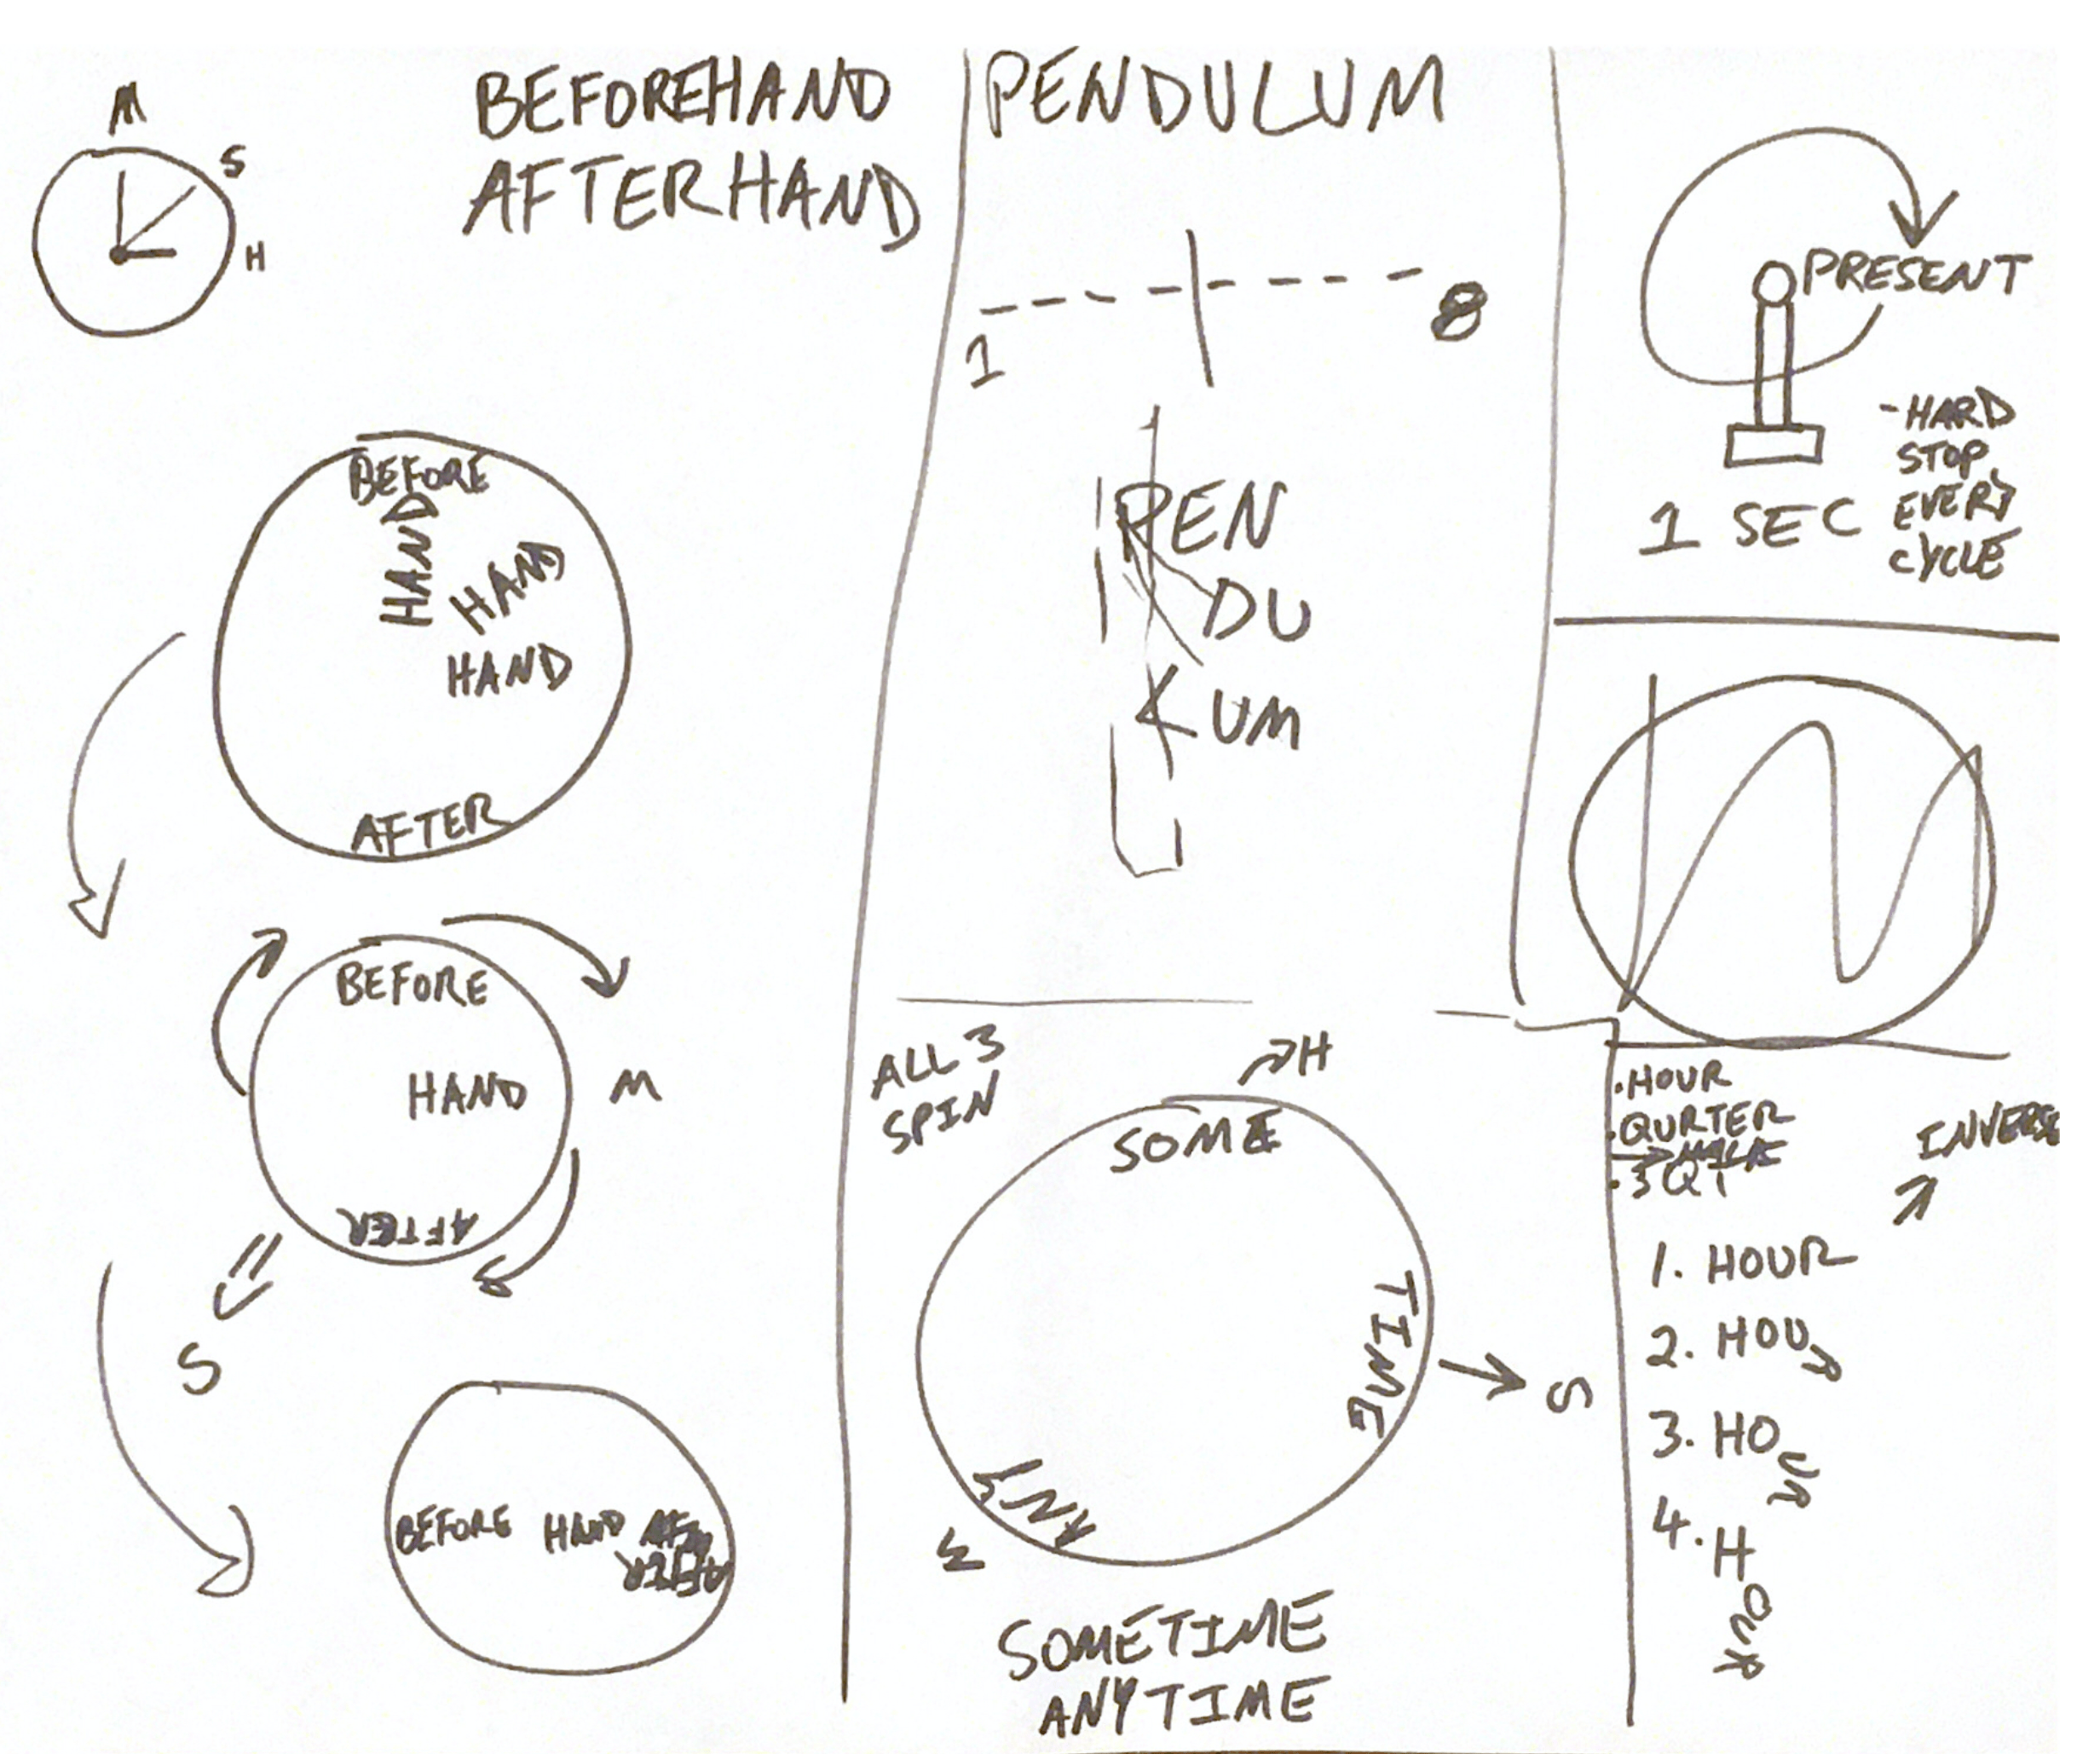 M
S
H
BEFOREHAND
AFTERHAND
BEFORE
HAND
HAND
HAND
AFTER
BEFORE
HAND
M
AFTER
S
BEFORE HAND
AFTER
PENDULUM
1
8
PEN
DU
LUM
ALL 3
SPIN
H
SOME
TIME
S
ANY
M
SOMETIME
ANYTIME
PRESENT
1 SEC
-HARD
STOP
EVERY
CYCLE
•HOUR
•QURTER
•3QT
INVERSE
1. HOUR
2. HOUR
3. HOUR
4. HOUR